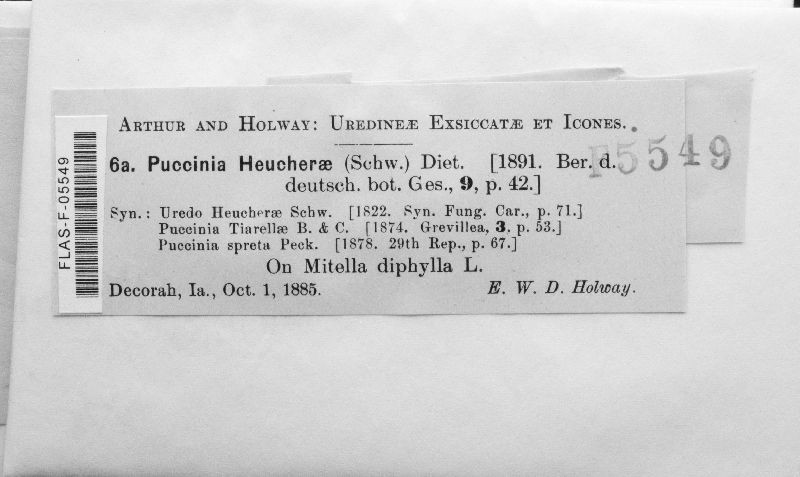 ARTHUR AND HOLWAY: UREDINEÆ EXSICCATÆ ET ICONES.
6a. Puccinia Heucheræ (Schw.) Diet. [1891. Ber. d.
deutsch. bot. Ges., 9, p. 42.]
Syn.: Uredo Heucheræ Schw. [1822. Syn. Fung. Car., p. 71.]
Puccinia Tiarellæ B. & C. [1874. Grevillea, 3. p. 53.]
Puccinia spreta Peck. [1878. 29th Rep., p. 67.]
On Mitella diphylla L.
Decorah, Ia., Oct. 1, 1885. E. W. D. Holway.
F5549
FLAS-F-05549